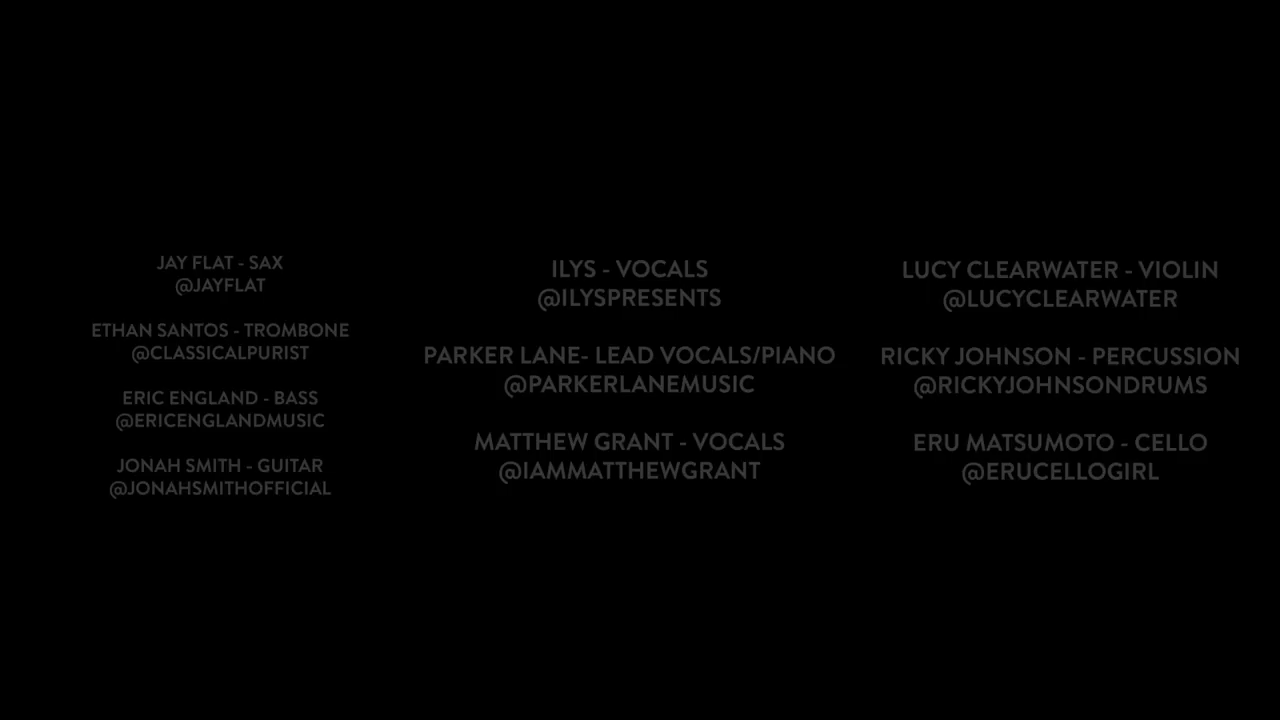 JAY FLAT - SAX
@JAYFLAT
ETHAN SANTOS - TROMBONE
@CLASSICALPURIST
ERIC ENGLAND - BASS
@ERICENGLANDMUSIC
JONAH SMITH - GUITAR
@JONAHSMITHOFFICIAL
ILYS - VOCALS
@ILYSPRESENTS
PARKER LANE- LEAD VOCALS/PIANO
@PARKERLANEMUSIC
MATTHEW GRANT - VOCALS
@IAMMATTHEWGRANT
LUCY CLEARWATER - VIOLIN
@LUCYCLEARWATER
RICKY JOHNSON - PERCUSSION
@RICKYJOHNSONDRUMS
ERU MATSUMOTO - CELLO
@ERUCELLOGIRL